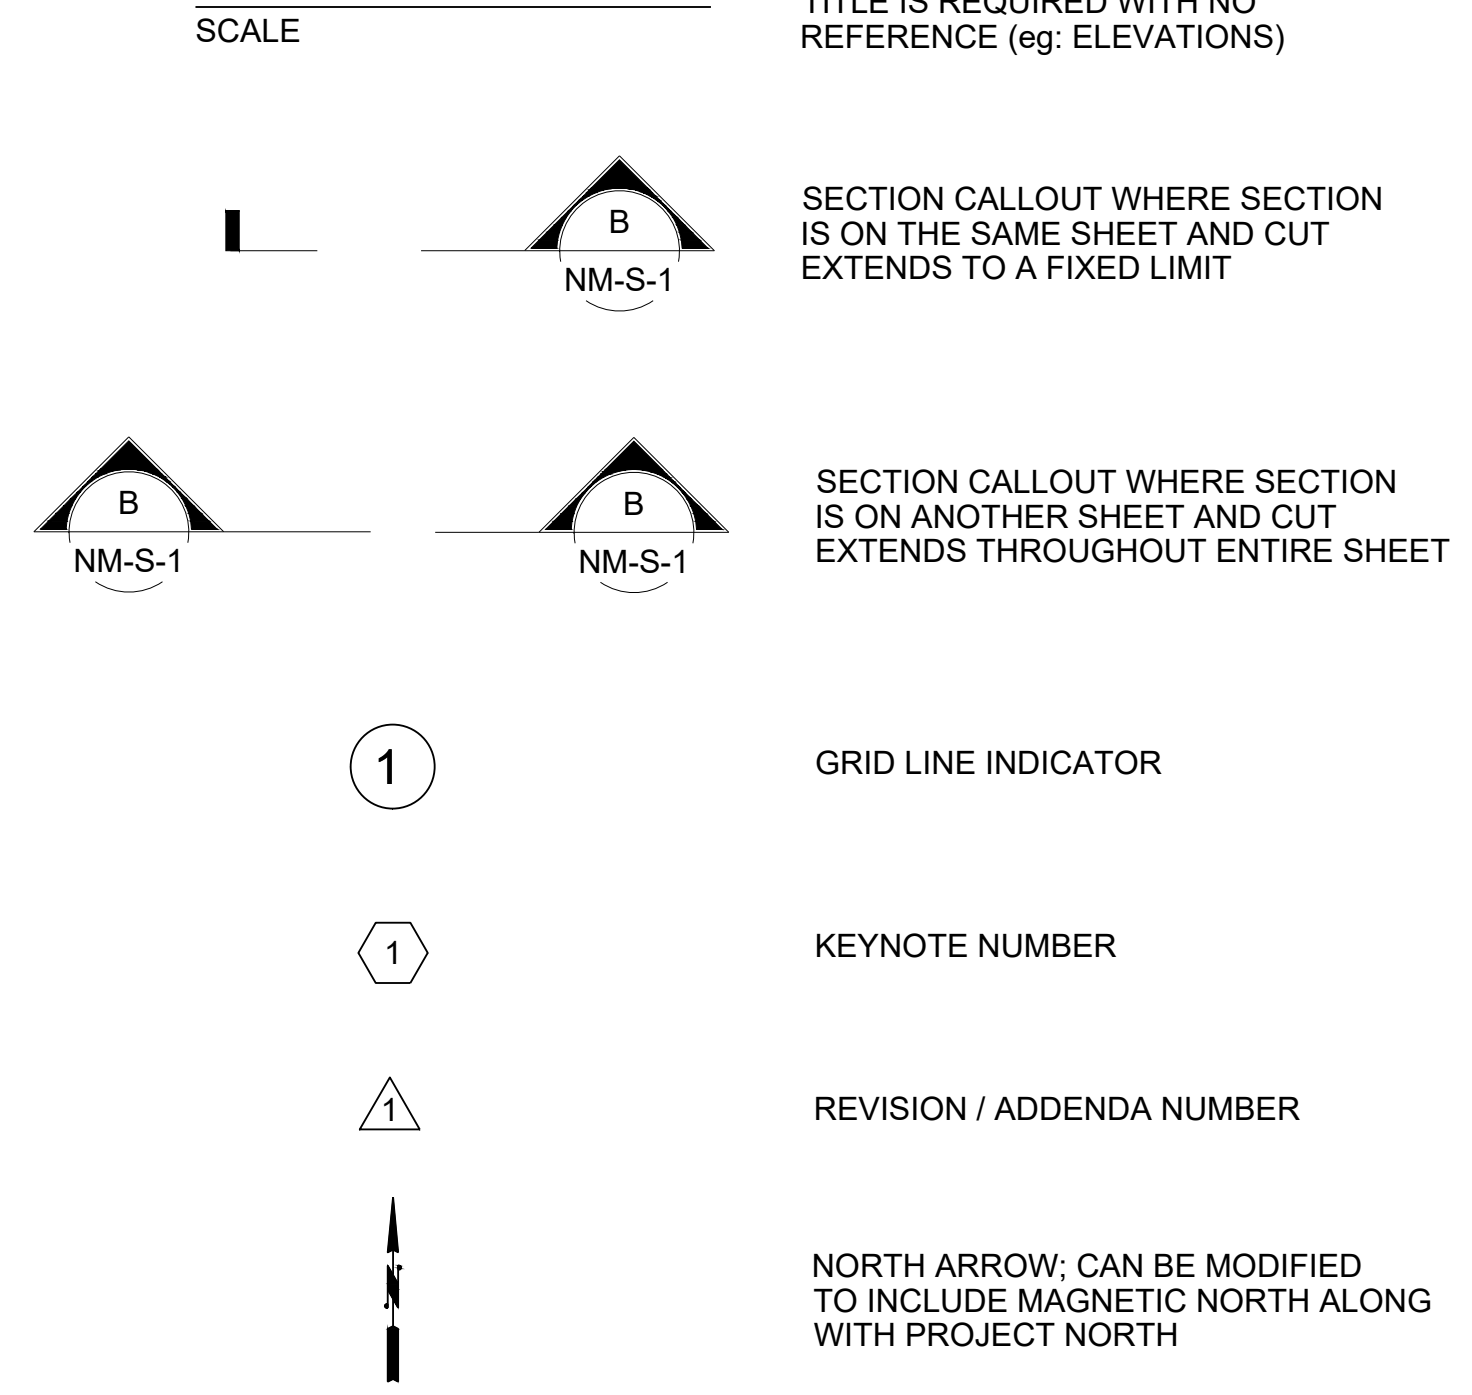 TITLE IS REQUIRED WITH NO
SCALE
REFERENCE (eg: ELEVATIONS)
B
NM-S-1
SECTION CALLOUT WHERE SECTION
IS ON THE SAME SHEET AND CUT
EXTENDS TO A FIXED LIMIT
B
NM-S-1
B
NM-S-1
SECTION CALLOUT WHERE SECTION
IS ON ANOTHER SHEET AND CUT
EXTENDS THROUGHOUT ENTIRE SHEET
1
GRID LINE INDICATOR
1
KEYNOTE NUMBER
1
REVISION / ADDENDA NUMBER
N
NORTH ARROW; CAN BE MODIFIED
TO INCLUDE MAGNETIC NORTH ALONG
WITH PROJECT NORTH